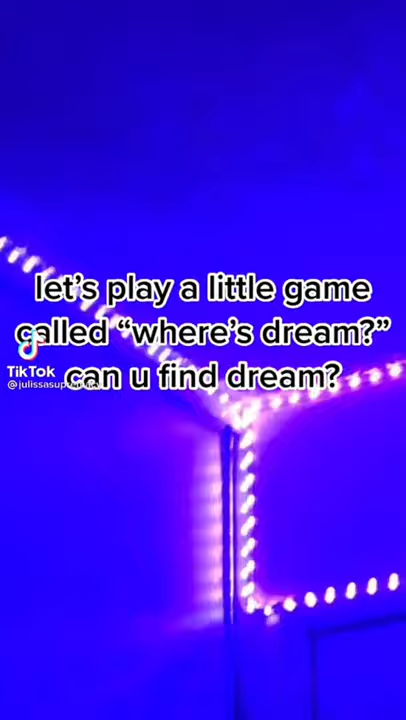 let's play a little game
called “where's dream?”
can u find dream?
TikTok